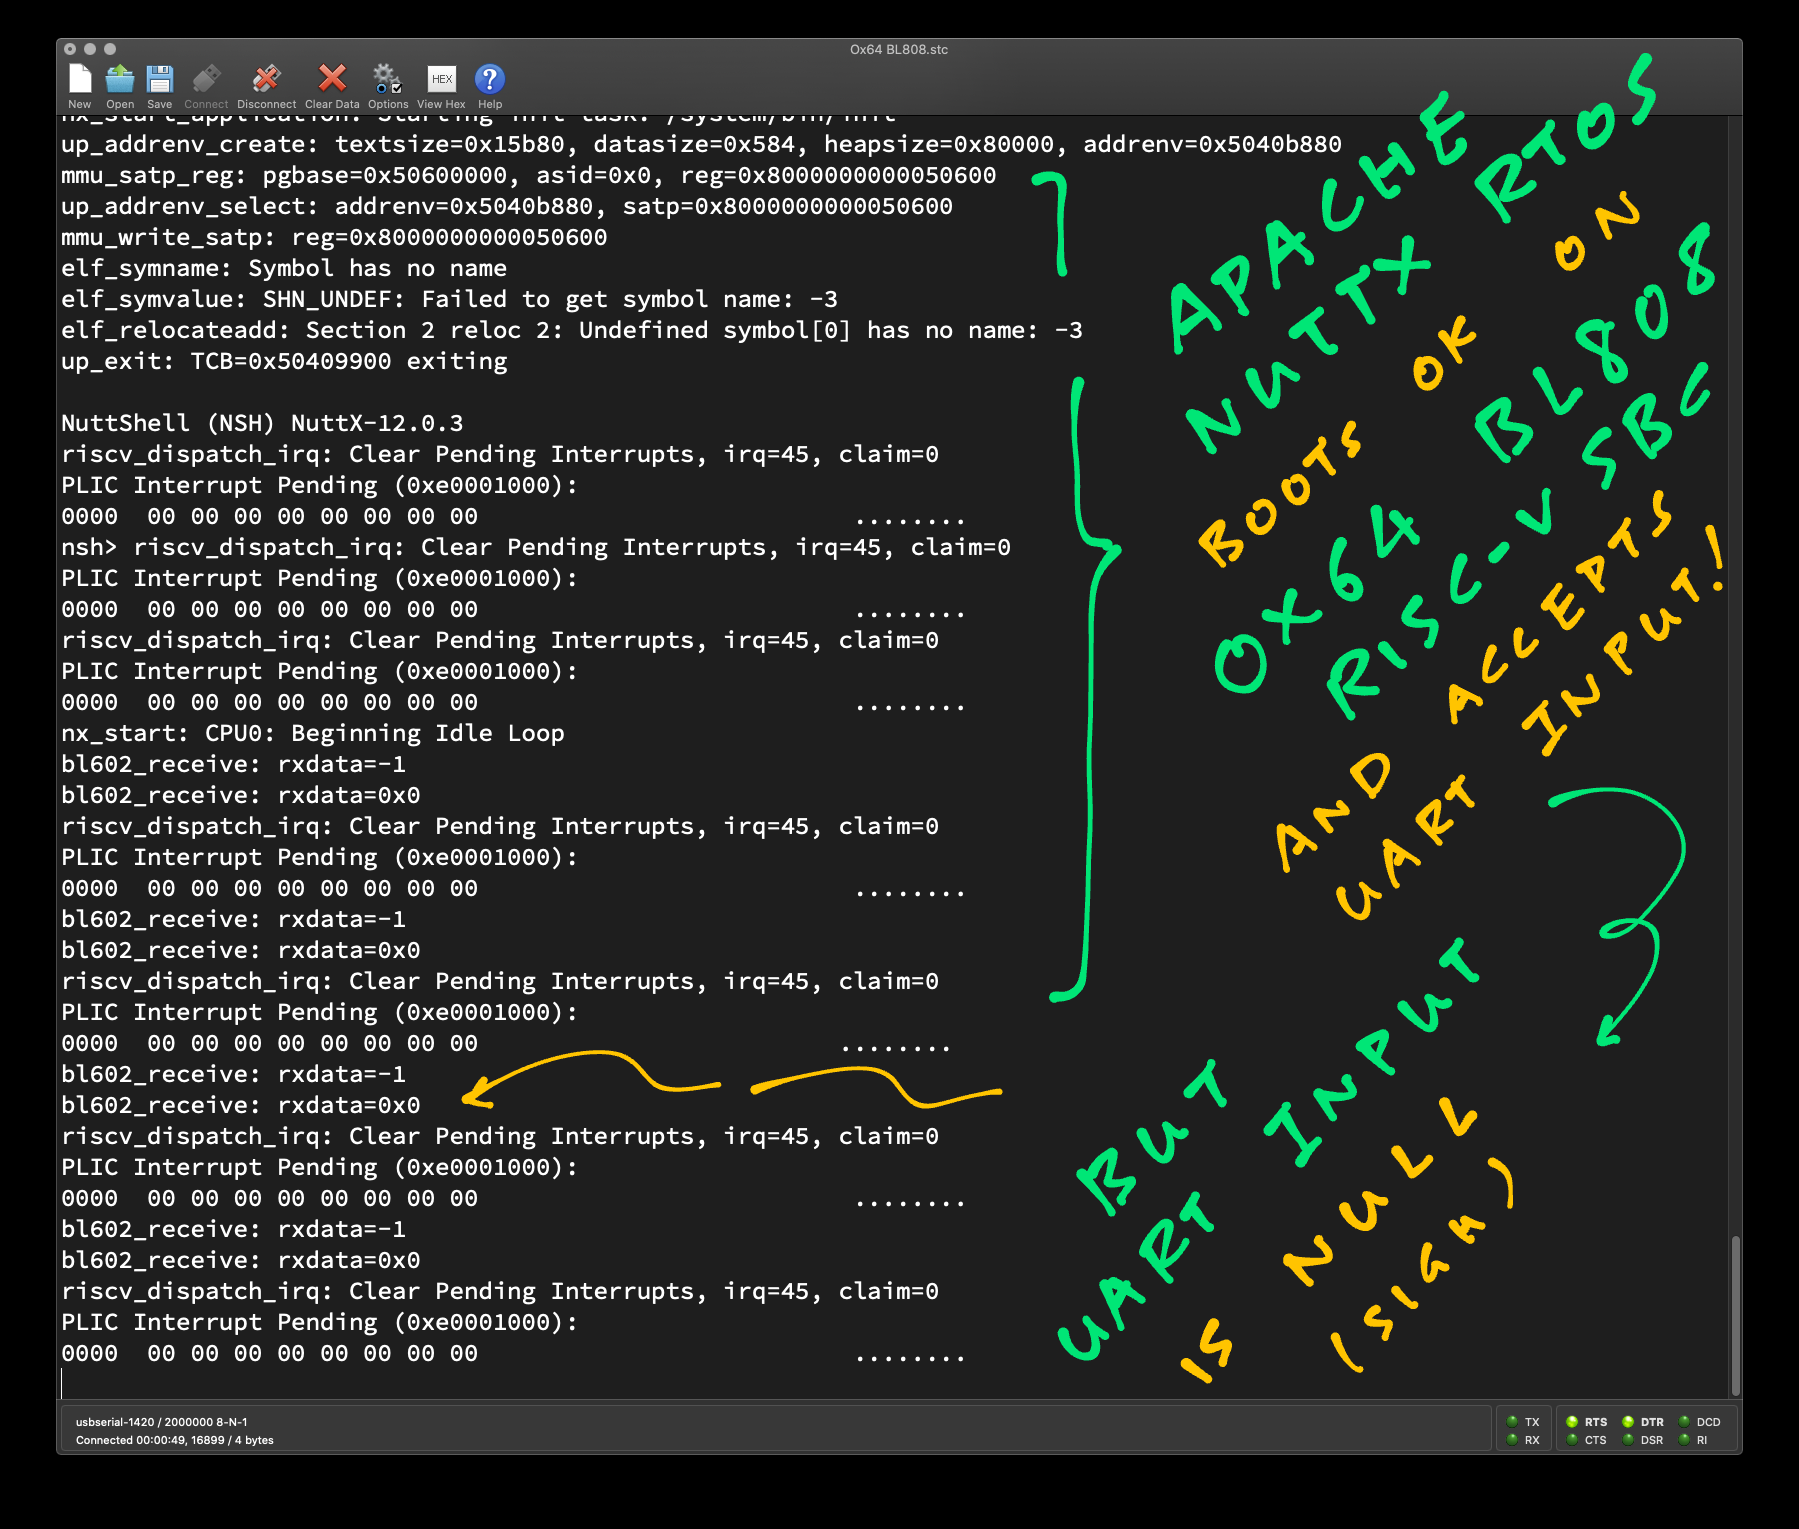 Ox64 BL808.stc
New Open Save Connect Disconnect Clear Data Options View Hex Help
HEX
nx_start_application: Starting init task: /system/bin/init
up_addrenv_create: textsize=0x15b80, datasize=0x584, heapsize=0x80000, addrenv=0x5040b880
mmu_satp_reg: pgbase=0x50600000, asid=0x0, reg=0x8000000000050600
up_addrenv_select: addrenv=0x5040b880, satp=0x8000000000050600
mmu_write_satp: reg=0x8000000000050600
elf_symname: Symbol has no name
elf_symvalue: SHN_UNDEF: Failed to get symbol name: -3
elf_relocateadd: Section 2 reloc 2: Undefined symbol[0] has no name: -3
up_exit: TCB=0x50409900 exiting
NuttShell (NSH) NuttX-12.0.3
riscv_dispatch_irq: Clear Pending Interrupts, irq=45, claim=0
PLIC Interrupt Pending (0xe0001000):
0000  00 00 00 00 00 00 00 00                          ........
nsh> riscv_dispatch_irq: Clear Pending Interrupts, irq=45, claim=0
PLIC Interrupt Pending (0xe0001000):
0000  00 00 00 00 00 00 00 00                          ........
riscv_dispatch_irq: Clear Pending Interrupts, irq=45, claim=0
PLIC Interrupt Pending (0xe0001000):
0000  00 00 00 00 00 00 00 00                          ........
nx_start: CPU0: Beginning Idle Loop
bl602_receive: rxdata=-1
bl602_receive: rxdata=0x0
riscv_dispatch_irq: Clear Pending Interrupts, irq=45, claim=0
PLIC Interrupt Pending (0xe0001000):
0000  00 00 00 00 00 00 00 00                          ........
bl602_receive: rxdata=-1
bl602_receive: rxdata=0x0
riscv_dispatch_irq: Clear Pending Interrupts, irq=45, claim=0
PLIC Interrupt Pending (0xe0001000):
0000  00 00 00 00 00 00 00 00                         ........
bl602_receive: rxdata=-1
bl602_receive: rxdata=0x0
riscv_dispatch_irq: Clear Pending Interrupts, irq=45, claim=0
PLIC Interrupt Pending (0xe0001000):
0000  00 00 00 00 00 00 00 00                          ........
bl602_receive: rxdata=-1
bl602_receive: rxdata=0x0
riscv_dispatch_irq: Clear Pending Interrupts, irq=45, claim=0
PLIC Interrupt Pending (0xe0001000):
0000  00 00 00 00 00 00 00 00                          ........
APACHE
NUTTX RTOS
BOOTS OK ON
OX64 BL808
RISC-V SBC
AND ACCEPTS
UART INPUT!
BUT INPUT
UART
IS NULL
(SIGH)
usbserial-1420 / 2000000 8-N-1
Connected 00:00:49, 16899 / 4 bytes
TX RTS DTR DCD
RX CTS DSR RI